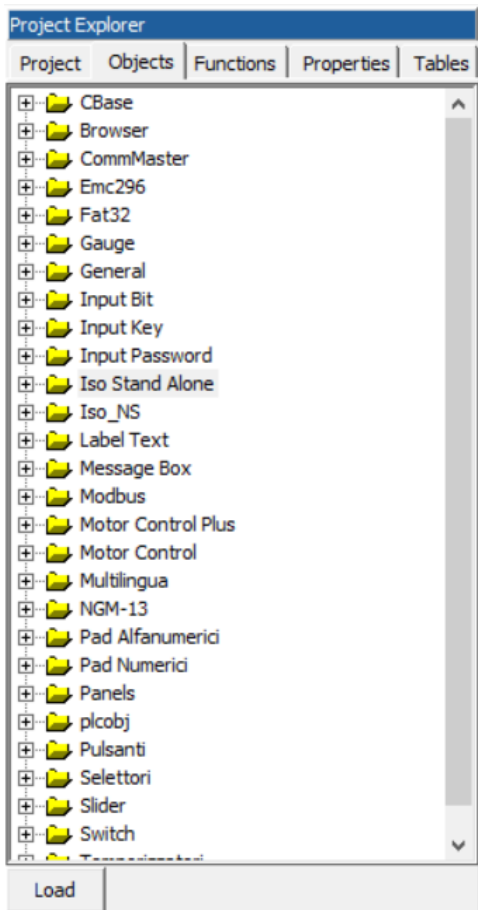 Project Explorer
Project Objects Functions Properties Tables
CBase
Browser
CommMaster
Emc296
Fat32
Gauge
General
Input Bit
Input Key
Input Password
Iso Stand Alone
Iso_NS
Label Text
Message Box
Modbus
Motor Control Plus
Motor Control
Multilingua
NGM-13
Pad Alfanumerici
Pad Numerici
Panels
plcobj
Pulsanti
Selettori
Slider
Switch
Load